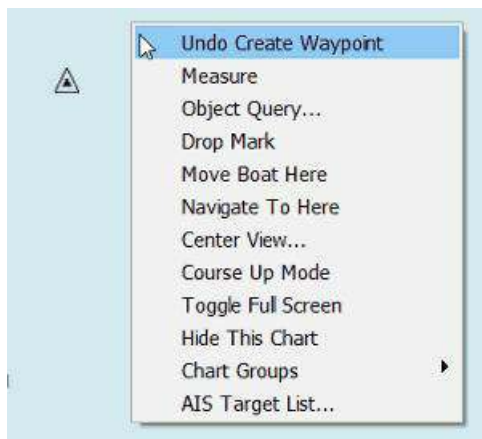 Undo Create Waypoint
Measure
Object Query...
Drop Mark
Move Boat Here
Navigate To Here
Center View...
Course Up Mode
Toggle Full Screen
Hide This Chart
Chart Groups
AIS Target List...